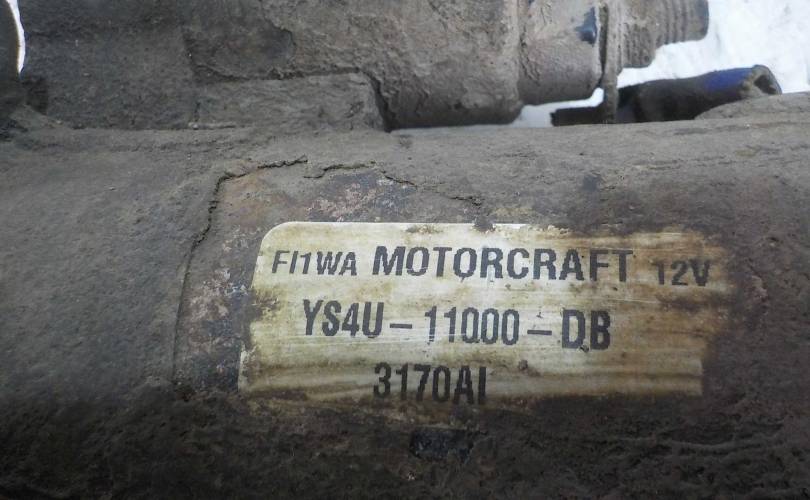 FI1WA MOTORCRAFT 12V
YS4U-11000-DB
3170AI